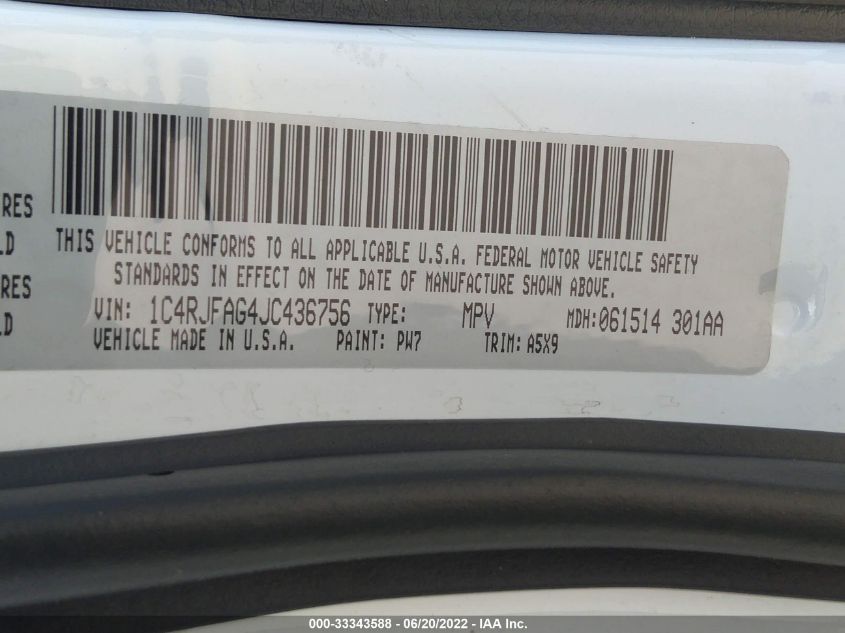 RES
LD
RES
LD
THIS VEHICLE CONFORMS TO ALL APPLICABLE U.S.A. FEDERAL MOTOR VEHICLE SAFETY
STANDARDS IN EFFECT ON THE DATE OF MANUFACTURE SHOWN ABOVE.
VIN: 1C4RJFAG4JC436756 TYPE: MPV MDH:061514 301AA
VEHICLE MADE IN U.S.A. PAINT: PW7 TRIM: A5X9
000-33343588 - 06/20/2022 - IAA Inc.